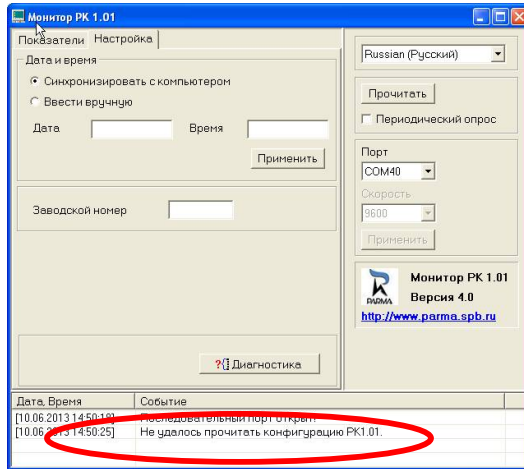 Монитор РК 1.01
Показатели Настройка
Дата и время
Синхронизировать с компьютером
Ввести вручную
Дата Время
Применить
Заводской номер
?{ Диагностика
Russian (Русский)
Прочитать
Периодический опрос
Порт
COM40
Скорость
9600
Применить
PARMA
Монитор РК 1.01
Версия 4.0
http://www.parma.spb.ru
Дата, Время Событие
[10.06.2013 14:50:18] Последовательный порт открыт!
[10.06.2013 14:50:25] Не удалось прочитать конфигурацию РК1.01.